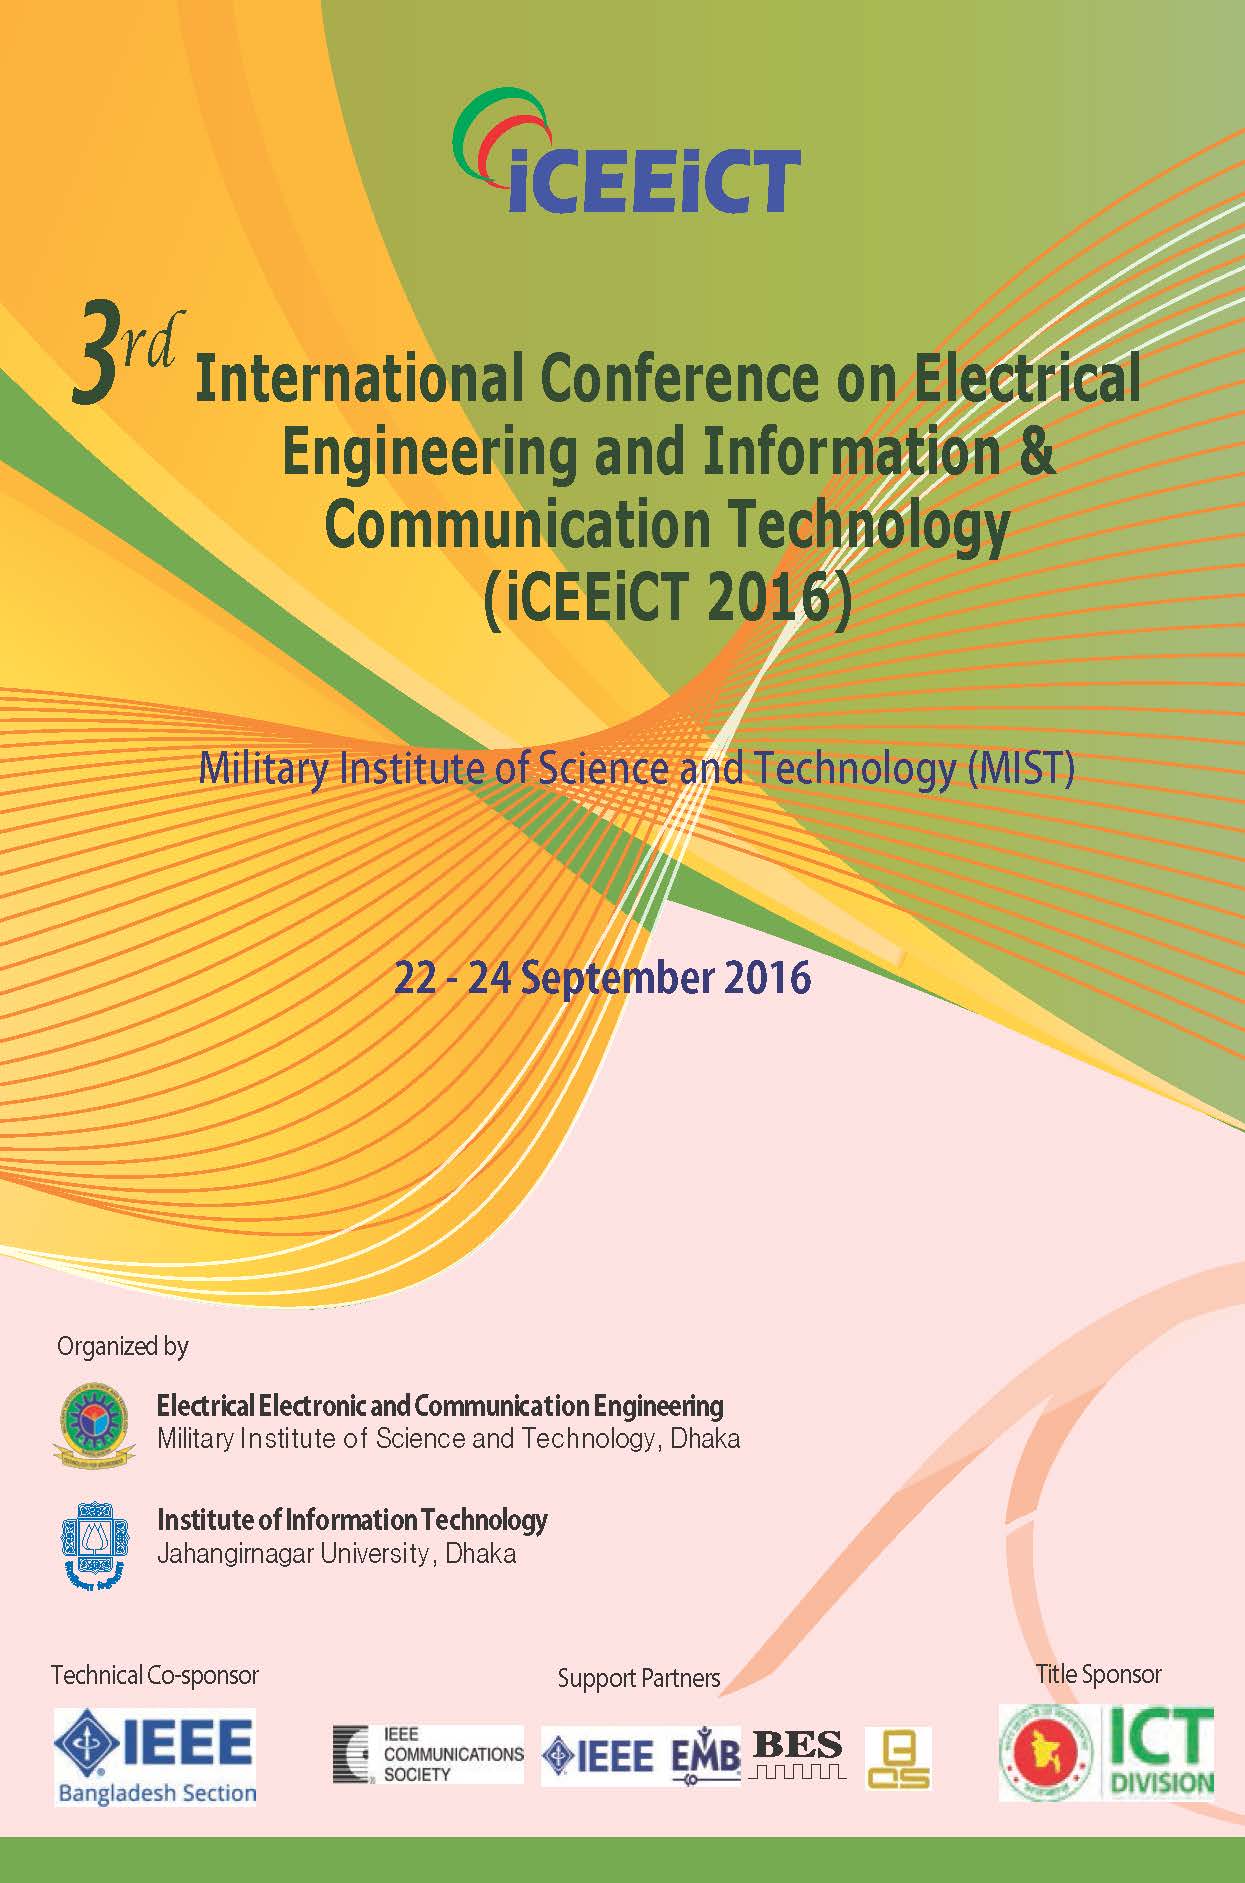 iCEEiCT
3rd International Conference on Electrical
Engineering and Information &
Communication Technology
(iCEEiCT 2016)
Military Institute of Science and Technology (MIST)
22 - 24 September 2016
Organized by
Electrical Electronic and Communication Engineering
Military Institute of Science and Technology, Dhaka
Institute of Information Technology
Jahangirnagar University, Dhaka
Technical Co-sponsor
Support Partners
Title Sponsor
IEEE
Bangladesh Section
IEEE
COMMUNICATIONS
SOCIETY
IEEE EMB
BES
ICT
DIVISION